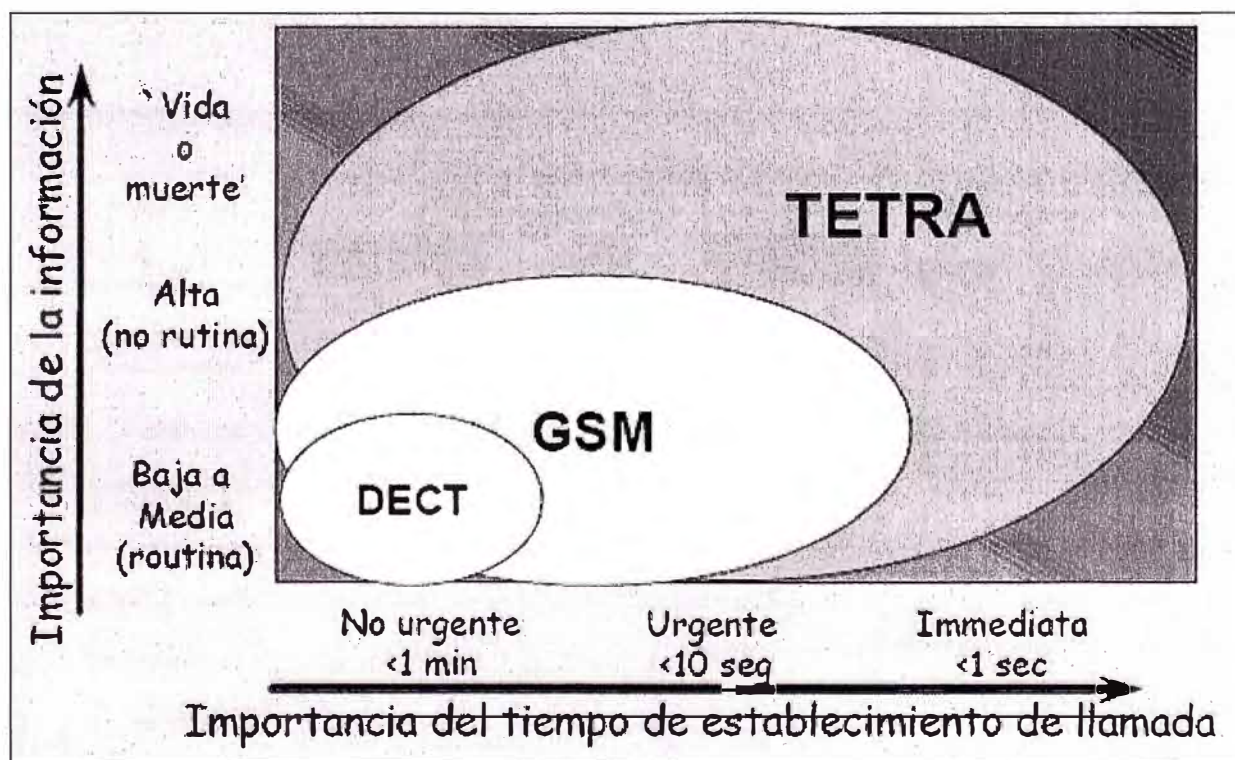 Importancia de la información
`Vida
o
muerte'
Alta
(no rutina)
Baja a
Media
(routina)
TETRA
GSM
DECT
No urgente
<1 min
Urgente
<10 seg
Immediata
<1 sec
Importancia del tiempo de establecimiento de llamada